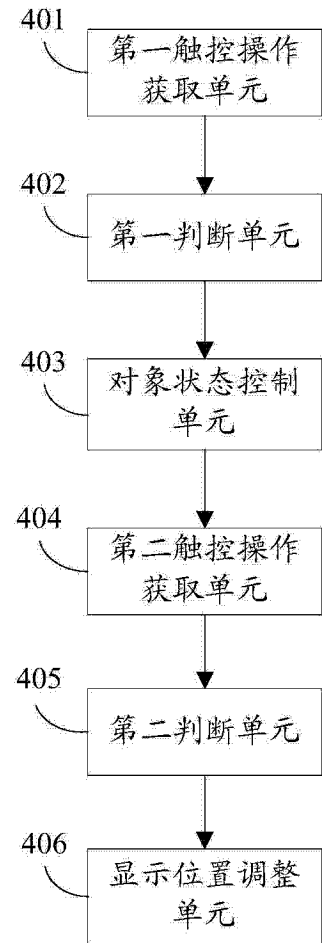 401
第一触控操作
获取单元
402
第一判断单元
403
对象状态控制
单元
404
第二触控操作
获取单元
405
第二判断单元
406
显示位置调整
单元